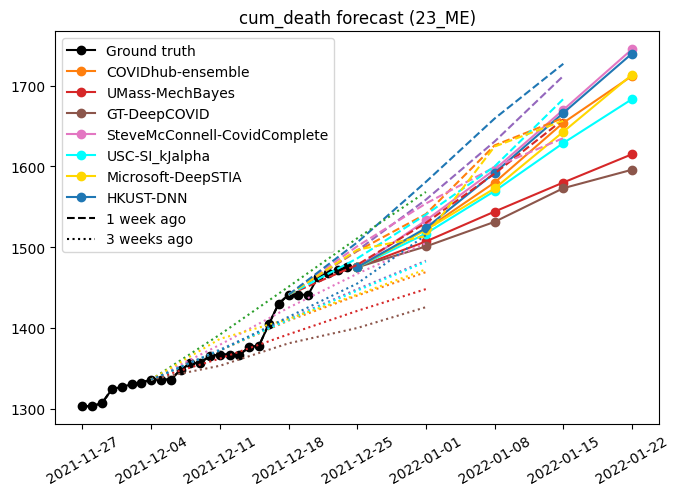 cum_death forecast (23_ME)
Ground truth
COVIDhub-ensemble
UMass-MechBayes
GT-DeepCOVID
SteveMcConnell-CovidComplete
USC-SI_kJalpha
Microsoft-DeepSTIA
HKUST-DNN
1 week ago
3 weeks ago
1700
1600
1500
1400
1300
2021-11-27
2021-12-04
2021-12-11
2021-12-18
2021-12-25
2022-01-01
2022-01-08
2022-01-15
2022-01-22